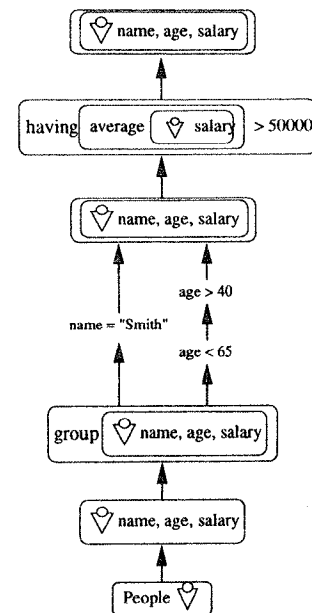 name, age, salary
having average salary > 50000
name, age, salary
age > 40
name = "Smith"
age < 65
group name, age, salary
name, age, salary
People